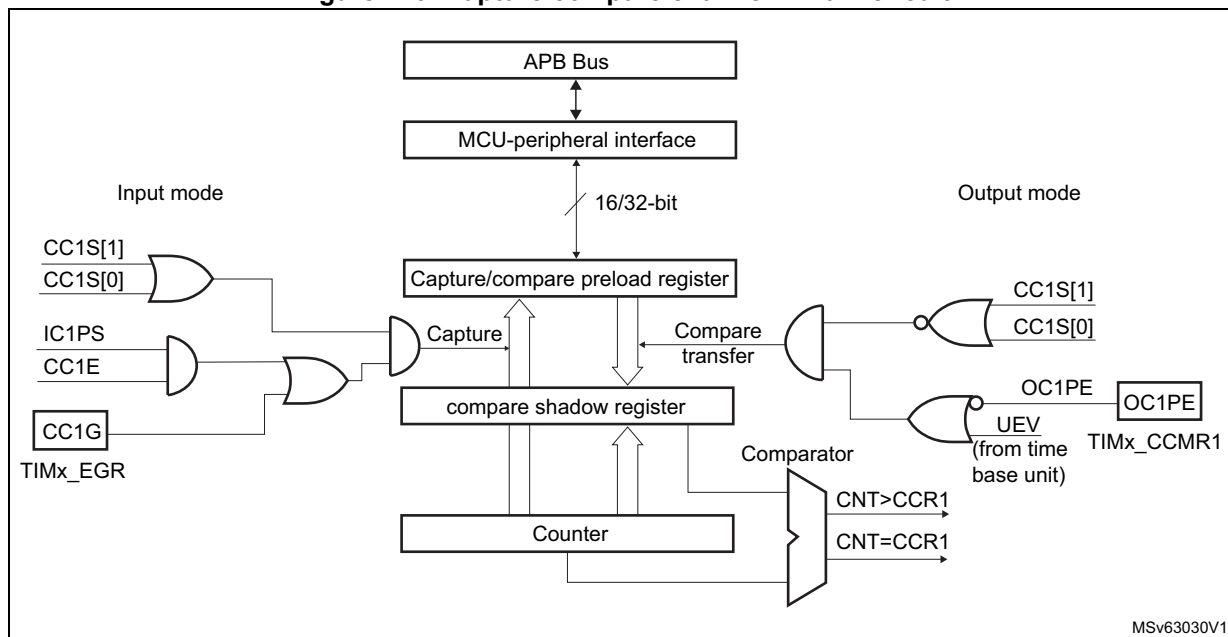 APB Bus
MCU-peripheral interface
Input mode
16/32-bit
Output mode
CC1S[1]
CC1S[0]
Capture/compare preload register
CC1S[1]
CC1S[0]
IC1PS
CC1E
Capture
Compare
transfer
CC1G
TIMx_EGR
compare shadow register
OC1PE
OC1PE
UEV
(from time
base unit)
TIMx_CCMR1
Comparator
CNT>CCR1
Counter
CNT=CCR1
MSv63030V1